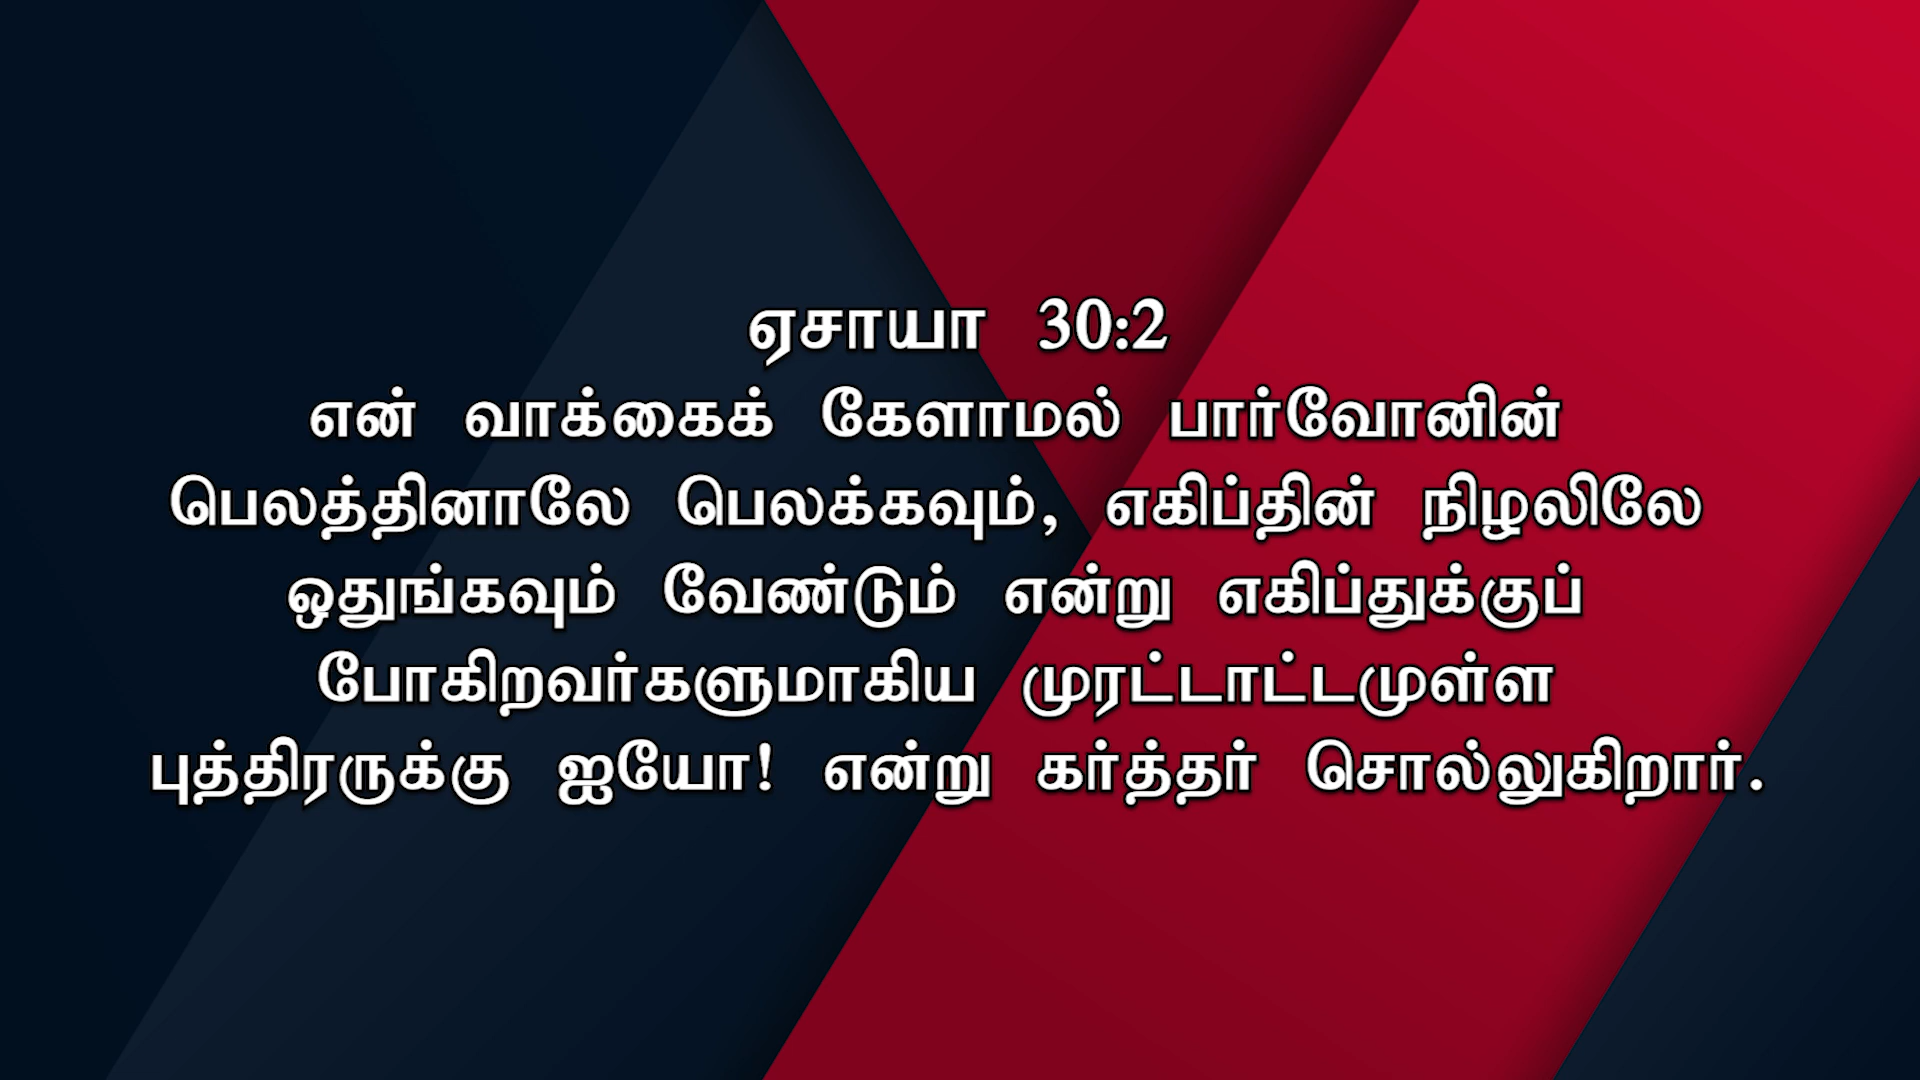 ஏசாயா 30:2
என் வாக்கைக் கேளாமல் பார்வோனின்
பெலத்தினாலே பெலக்கவும், எகிப்தின் நிழலிலே
ஒதுங்கவும் வேண்டும் என்று எகிப்துக்குப்
போகிறவர்களுமாகிய முரட்டாட்டமுள்ள
புத்திரருக்கு ஐயோ! என்று கர்த்தர் சொல்லுகிறார்.